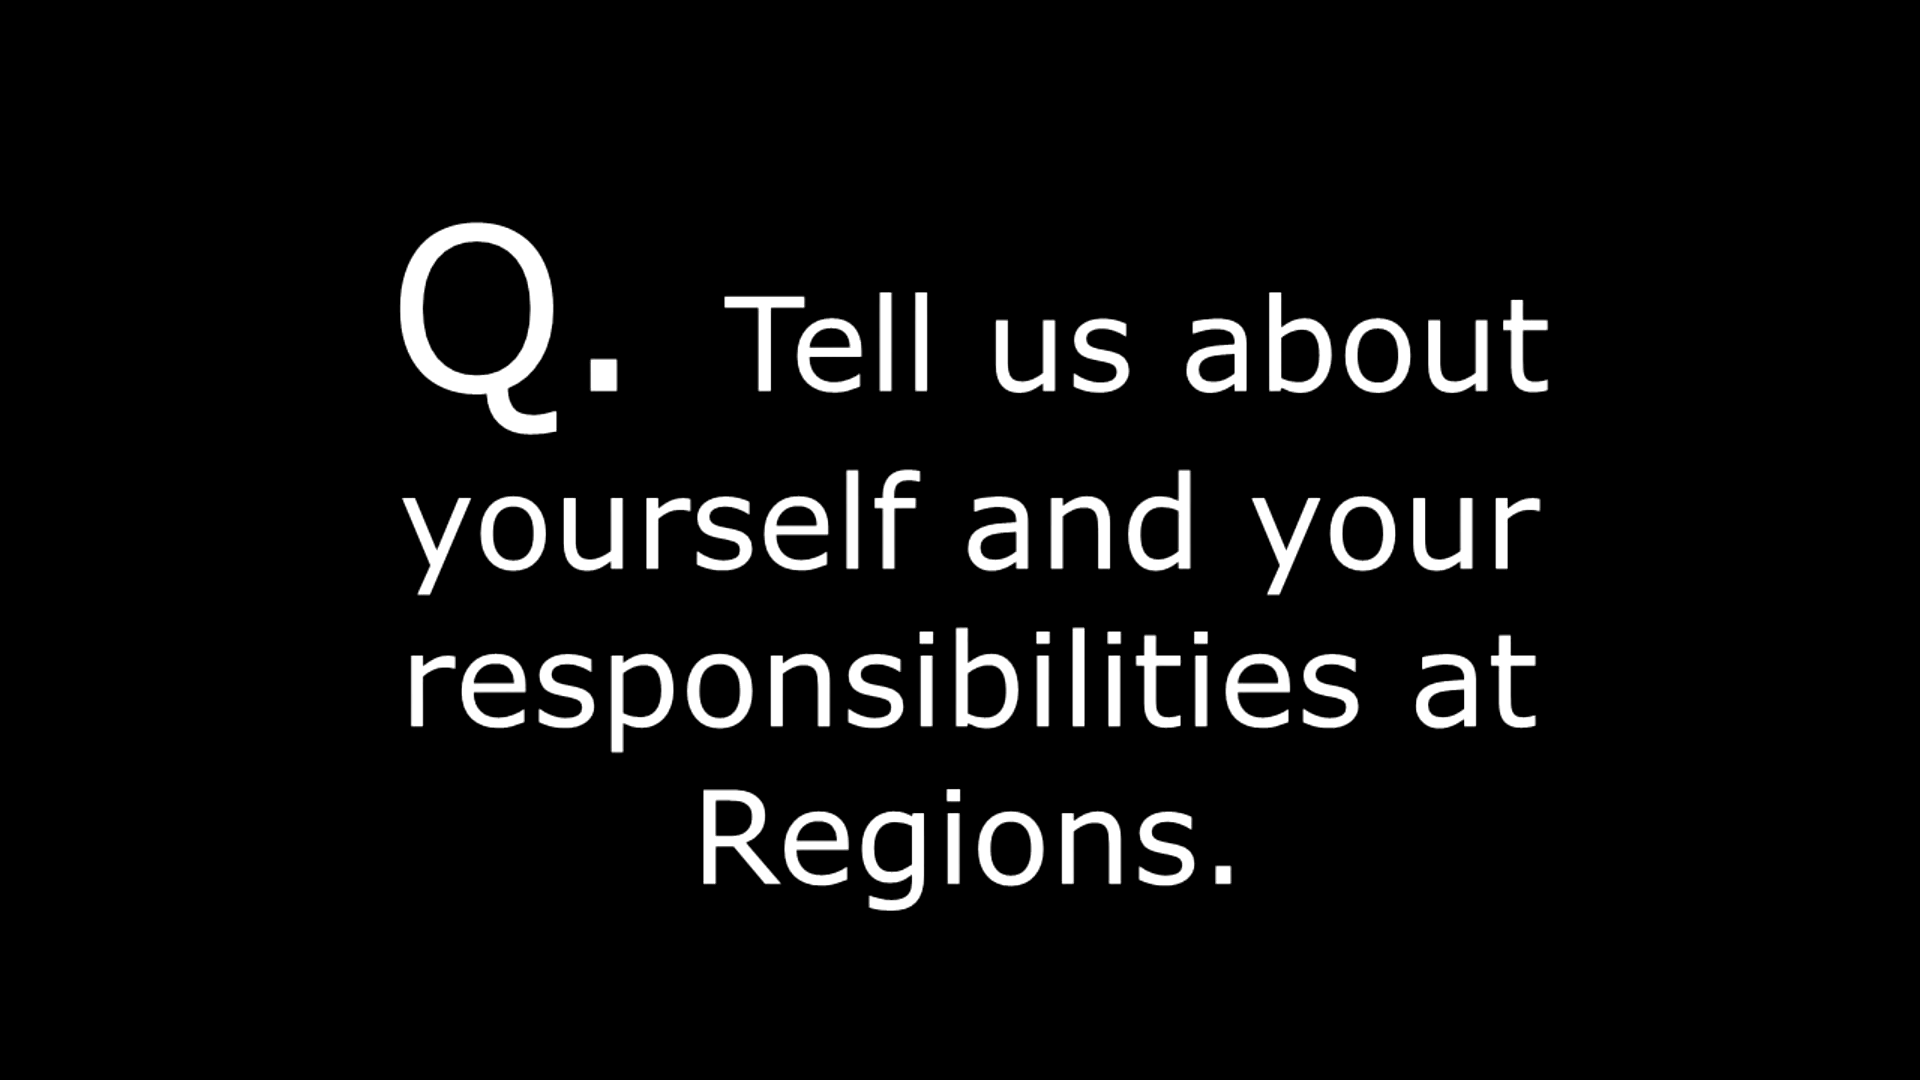 Q. Tell us about
yourself and your
responsibilities at
Regions.